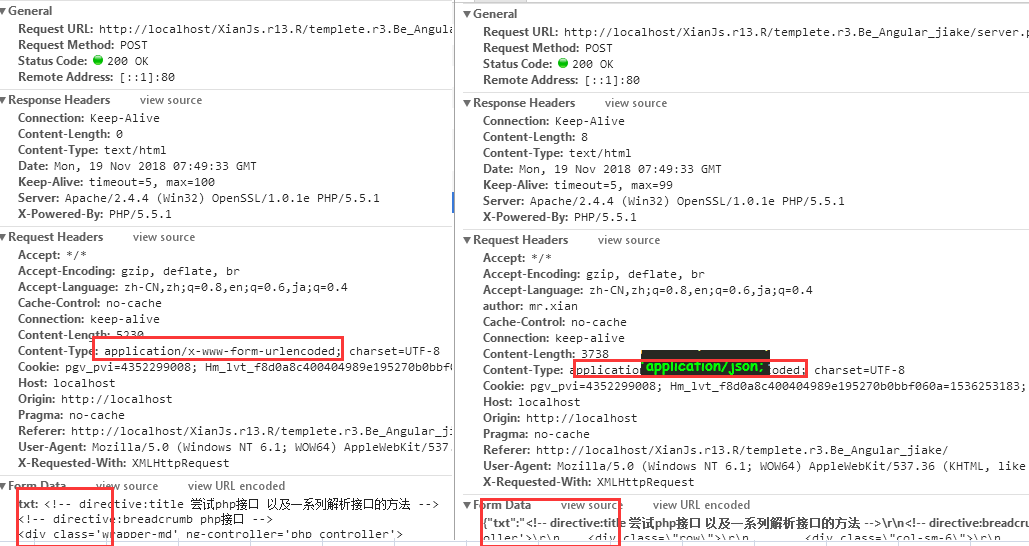 General
Request URL: http://localhost/XianJs.r13.R/templete.r3.Be_Angula
Request Method: POST
Status Code: 200 OK
Remote Address: [::1]:80
Response Headers view source
Connection: Keep-Alive
Content-Length: 0
Content-Type: text/html
Date: Mon, 19 Nov 2018 07:49:33 GMT
Keep-Alive: timeout=5, max=100
Server: Apache/2.4.4 (Win32) OpenSSL/1.0.1e PHP/5.5.1
X-Powered-By: PHP/5.5.1
Request Headers view source
Accept: */*
Accept-Encoding: gzip, deflate, br
Accept-Language: zh-CN,zh;q=0.8,en;q=0.6,ja;q=0.4
Cache-Control: no-cache
Connection: keep-alive
Content-Length: 5230
Content-Type: application/x-www-form-urlencoded; charset=UTF-8
Cookie: pgv_pvi=4352299008; Hm_lvt_f8d0a8c400404989e195270b0bbf0
Host: localhost
Origin: http://localhost
Pragma: no-cache
Referer: http://localhost/XianJs.r13.R/templete.r3.Be_Angular_ji
User-Agent: Mozilla/5.0 (Windows NT 6.1; WOW64) AppleWebKit/537.
X-Requested-With: XMLHttpRequest
Form Data view source view URL encoded
txt: <!-- directive:title 尝试php接口 以及一系列解析接口的方法 -->
<!-- directive:breadcrumb php接口 -->
<div class='wrapper-md' ng-controller='php_controller'>
General
Request URL: http://localhost/XianJs.r13.R/templete.r3.Be_Angular_jiake/server.p
Request Method: POST
Status Code: 200 OK
Remote Address: [::1]:80
Response Headers view source
Connection: Keep-Alive
Content-Length: 8
Content-Type: text/html
Date: Mon, 19 Nov 2018 07:49:33 GMT
Keep-Alive: timeout=5, max=99
Server: Apache/2.4.4 (Win32) OpenSSL/1.0.1e PHP/5.5.1
X-Powered-By: PHP/5.5.1
Request Headers view source
Accept: */*
Accept-Encoding: gzip, deflate, br
Accept-Language: zh-CN,zh;q=0.8,en;q=0.6,ja;q=0.4
author: mr.xian
Cache-Control: no-cache
Connection: keep-alive
Content-Length: 3738
Content-Type: application/json; coded; charset=UTF-8
Cookie: pgv_pvi=4352299008; Hm_lvt_f8d0a8c400404989e195270b0bbf060a=1536253183;
Host: localhost
Origin: http://localhost
Pragma: no-cache
Referer: http://localhost/XianJs.r13.R/templete.r3.Be_Angular_jiake/
User-Agent: Mozilla/5.0 (Windows NT 6.1; WOW64) AppleWebKit/537.36 (KHTML, like
X-Requested-With: XMLHttpRequest
Form Data view source view URL encoded
{"txt":"<!-- directive:title 尝试php接口 以及一系列解析接口的方法 -->\r\n<!-- directive:breadcru
oller'>\r\n <div class=\"row\">\r\n <div class=\"col-sm-6\">\r\n